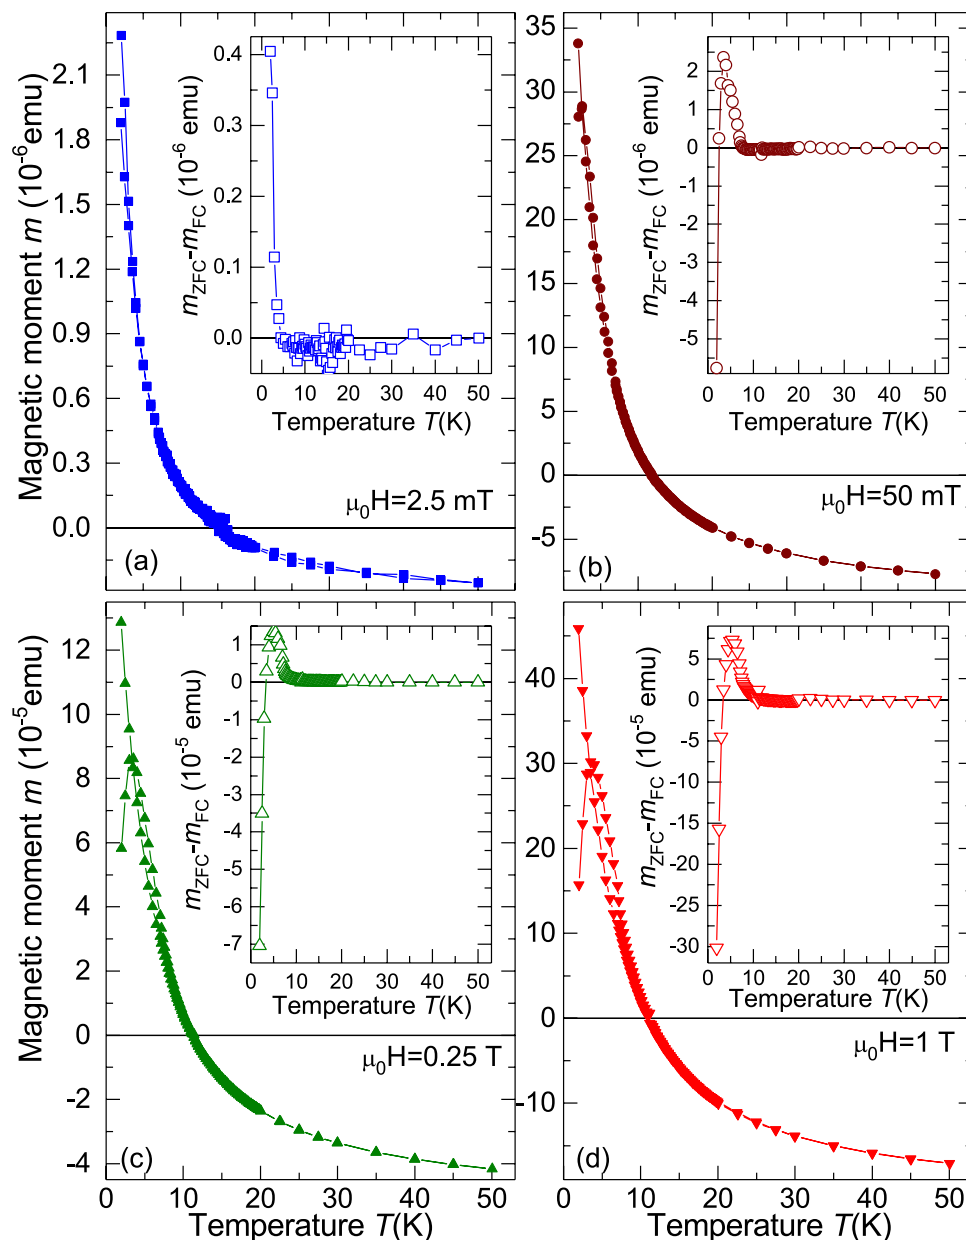 Magnetic moment m (10⁻⁶ emu)
2.1
1.8
1.5
1.2
0.9
0.6
0.3
0.0
m_ZFC-m_FC (10⁻⁶ emu)
0.4
0.3
0.2
0.1
0.0
0 10 20 30 40 50
Temperature T(K)
μ₀H=2.5 mT
(a)
35
30
25
20
15
10
5
0
-5
m_ZFC-m_FC (10⁻⁶ emu)
2
1
0
-1
-2
-3
-4
-5
0 10 20 30 40 50
Temperature T(K)
μ₀H=50 mT
(b)
Magnetic moment m (10⁻⁵ emu)
12
10
8
6
4
2
0
-2
-4
m_ZFC-m_FC (10⁻⁵ emu)
1
0
-1
-2
-3
-4
-5
-6
-7
0 10 20 30 40 50
Temperature T(K)
μ₀H=0.25 T
(c)
0 10 20 30 40 50
Temperature T(K)
40
30
20
10
0
-10
m_ZFC-m_FC (10⁻⁵ emu)
5
0
-5
-10
-15
-20
-25
-30
0 10 20 30 40 50
Temperature T(K)
μ₀H=1 T
(d)
0 10 20 30 40 50
Temperature T(K)